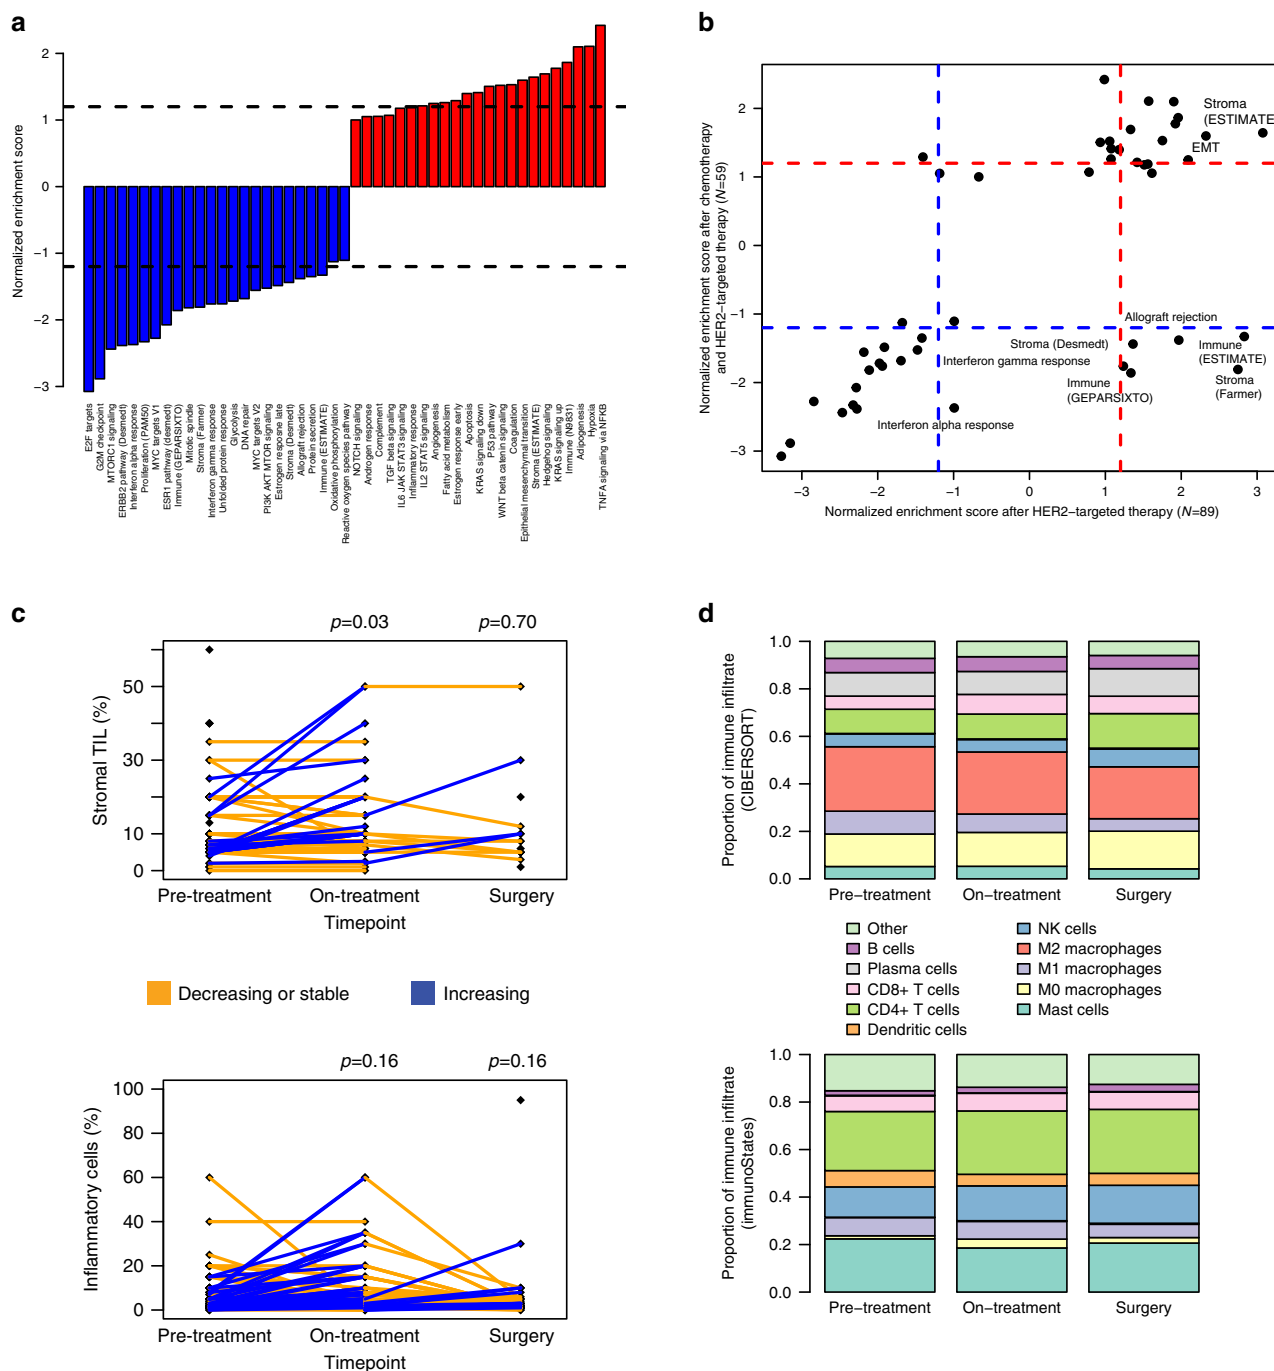 a
Normalized enrichment score
2
1
0
−1
−2
−3
E2F targets
G2M checkpoint
MTORC1 signaling
ERBB2 pathway (Desmedt)
Interferon alpha response
Proliferation (PAM50)
MYC targets V1
ESR1 pathway (desmedt)
Immune (GEPARSIXTO)
Mitotic spindle
Stroma (Farmer)
Interferon gamma response
Unfolded protein response
Glycolysis
DNA repair
MYC targets V2
PI3K AKT MTOR signaling
Estrogen resposne late
Stroma (Desmedt)
Allograft rejection
Protein secretion
Immune (ESTIMATE)
Oxidative phosphorylation
Reactive oxygen species pathway
NOTCH signaling
Androgen response
Complement
TGF beta signaling
IL6 JAK STAT3 signaling
Inflammatory response
IL2 STAT5 signaling
Angiogenesis
Fatty acid metabolism
Estrogen response early
Apoptosis
KRAS signaling down
P53 pathway
WNT beta catenin signaling
Coagulation
Epithelial mesenchymal transition
Stroma (ESTIMATE)
Hedgehog signaling
KRAS signaling up
Immune (N9831)
Adipogenesis
Hypoxia
TNFA signaling via NFKB
b
Normalized enrichment score after chemotherapy
and HER2−targeted therapy (N=59)
2
1
0
−1
−2
−3
Stroma
(ESTIMATE)
EMT
Allograft rejection
Stroma (Desmedt)
Interferon gamma response
Immune
(ESTIMATE)
Immune
(GEPARSIXTO)
Stroma
(Farmer)
Interferon alpha response
−3 −2 −1 0 1 2 3
Normalized enrichment score after HER2−targeted therapy (N=89)
c
p=0.03 p=0.70
Stromal TIL (%)
50
30
10
0
Pre-treatment On-treatment Surgery
Timepoint
Decreasing or stable Increasing
p=0.16 p=0.16
Inflammatory cells (%)
100
80
60
40
20
0
Pre-treatment On-treatment Surgery
Timepoint
d
Proportion of immune infiltrate
(CIBERSORT)
1.0
0.8
0.6
0.4
0.2
0.0
Pre−treatment On−treatment Surgery
Other
B cells
Plasma cells
CD8+ T cells
CD4+ T cells
Dendritic cells
NK cells
M2 macrophages
M1 macrophages
M0 macrophages
Mast cells
Proportion of immune infiltrate
(immunoStates)
1.0
0.8
0.6
0.4
0.2
0.0
Pre−treatment On−treatment Surgery